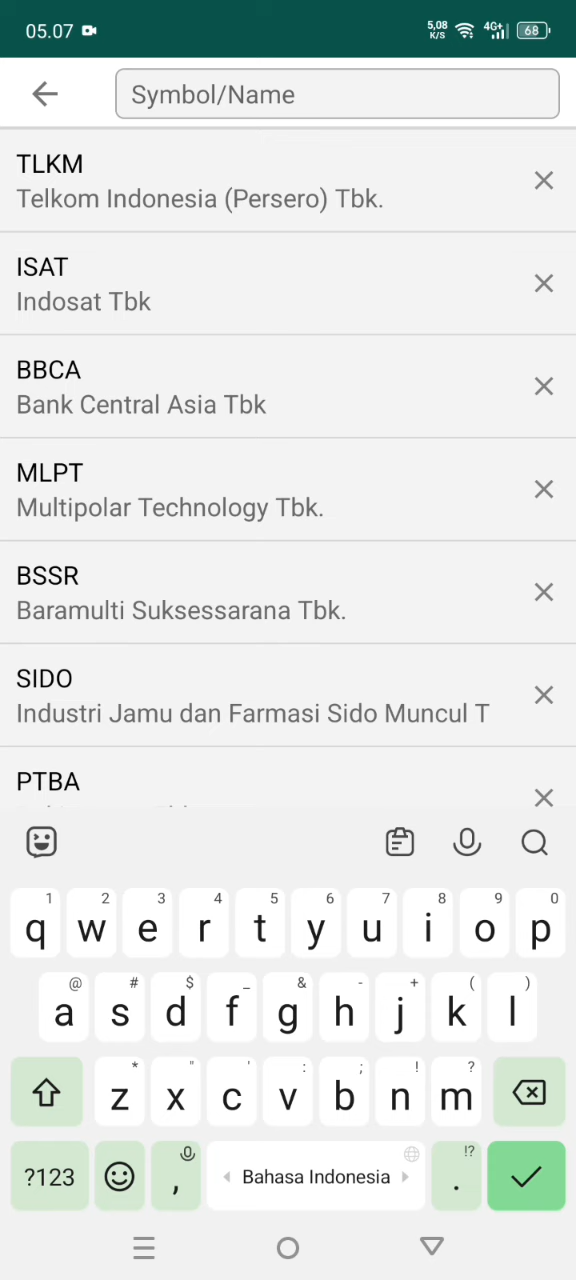 05.07
5,08
K/S
4G+
68
Symbol/Name
TLKM
Telkom Indonesia (Persero) Tbk.
ISAT
Indosat Tbk
BBCA
Bank Central Asia Tbk
MLPT
Multipolar Technology Tbk.
BSSR
Baramulti Suksessarana Tbk.
SIDO
Industri Jamu dan Farmasi Sido Muncul T
PTBA
1 2 3 4 5 6 7 8 9 0
q w e r t y u i o p
@ # $ _ & - + ( )
a s d f g h j k l
* " ' : ; ! ?
z x c v b n m
!?
?123 , Bahasa Indonesia .